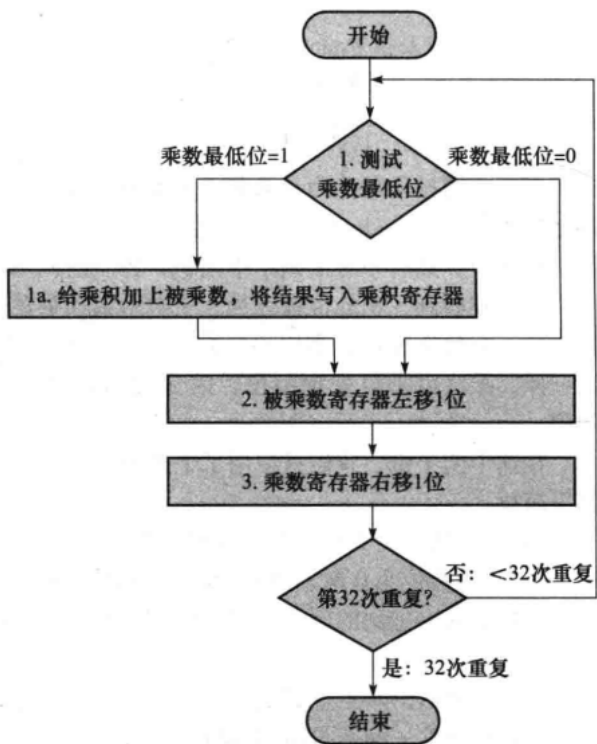 开始
乘数最低位=1
1. 测试
乘数最低位
乘数最低位=0
1a. 给乘积加上被乘数，将结果写入乘积寄存器
2. 被乘数寄存器左移1位
3. 乘数寄存器右移1位
第32次重复?
否：＜32次重复
是：32次重复
结束